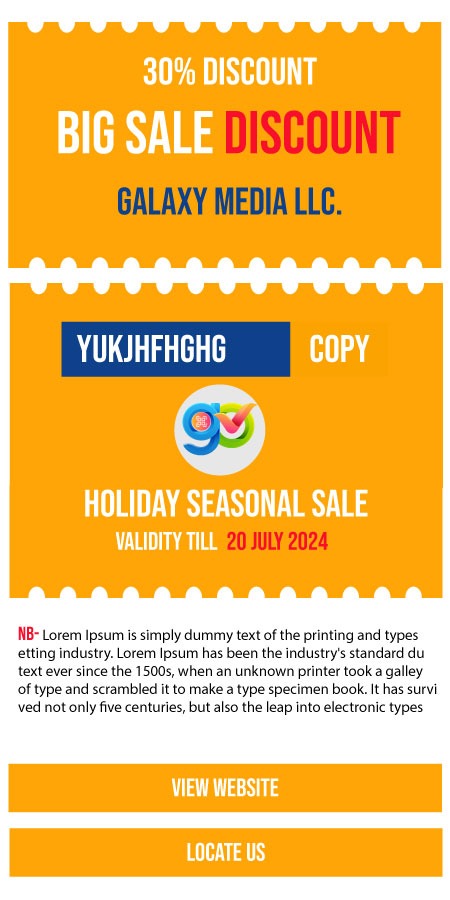 30% DISCOUNT
BIG SALE DISCOUNT
GALAXY MEDIA LLC.
YUKJHFHGHG COPY
go
HOLIDAY SEASONAL SALE
VALIDITY TILL 20 JULY 2024
NB- Lorem Ipsum is simply dummy text of the printing and types
etting industry. Lorem Ipsum has been the industry's standard du
text ever since the 1500s, when an unknown printer took a galley
of type and scrambled it to make a type specimen book. It has survi
ved not only five centuries, but also the leap into electronic types
VIEW WEBSITE
LOCATE US